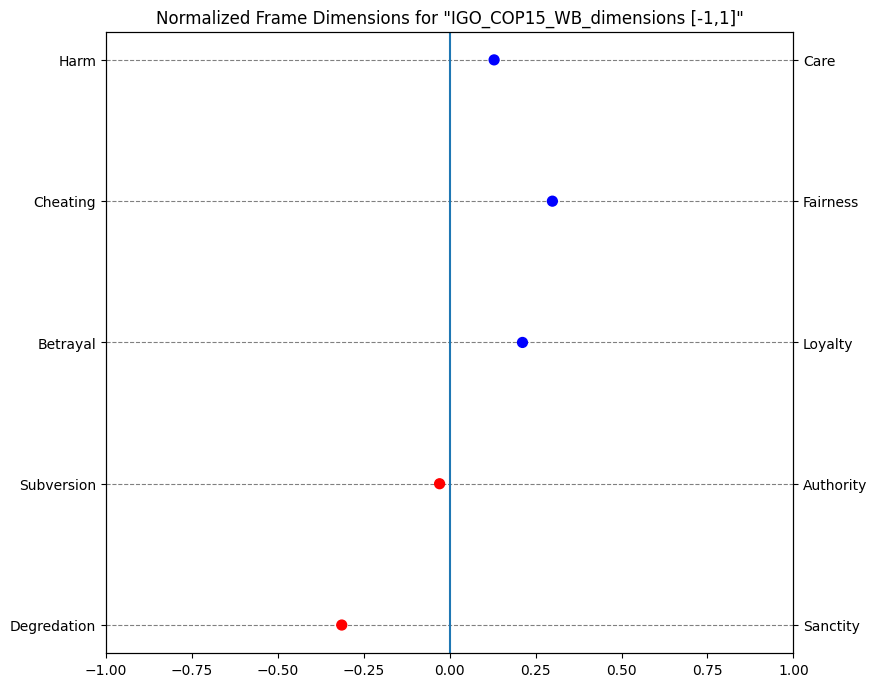 Normalized Frame Dimensions for "IGO_COP15_WB_dimensions [-1,1]"
Harm
Care
Cheating
Fairness
Betrayal
Loyalty
Subversion
Authority
Degredation
Sanctity
−1.00
−0.75
−0.50
−0.25
0.00
0.25
0.50
0.75
1.00